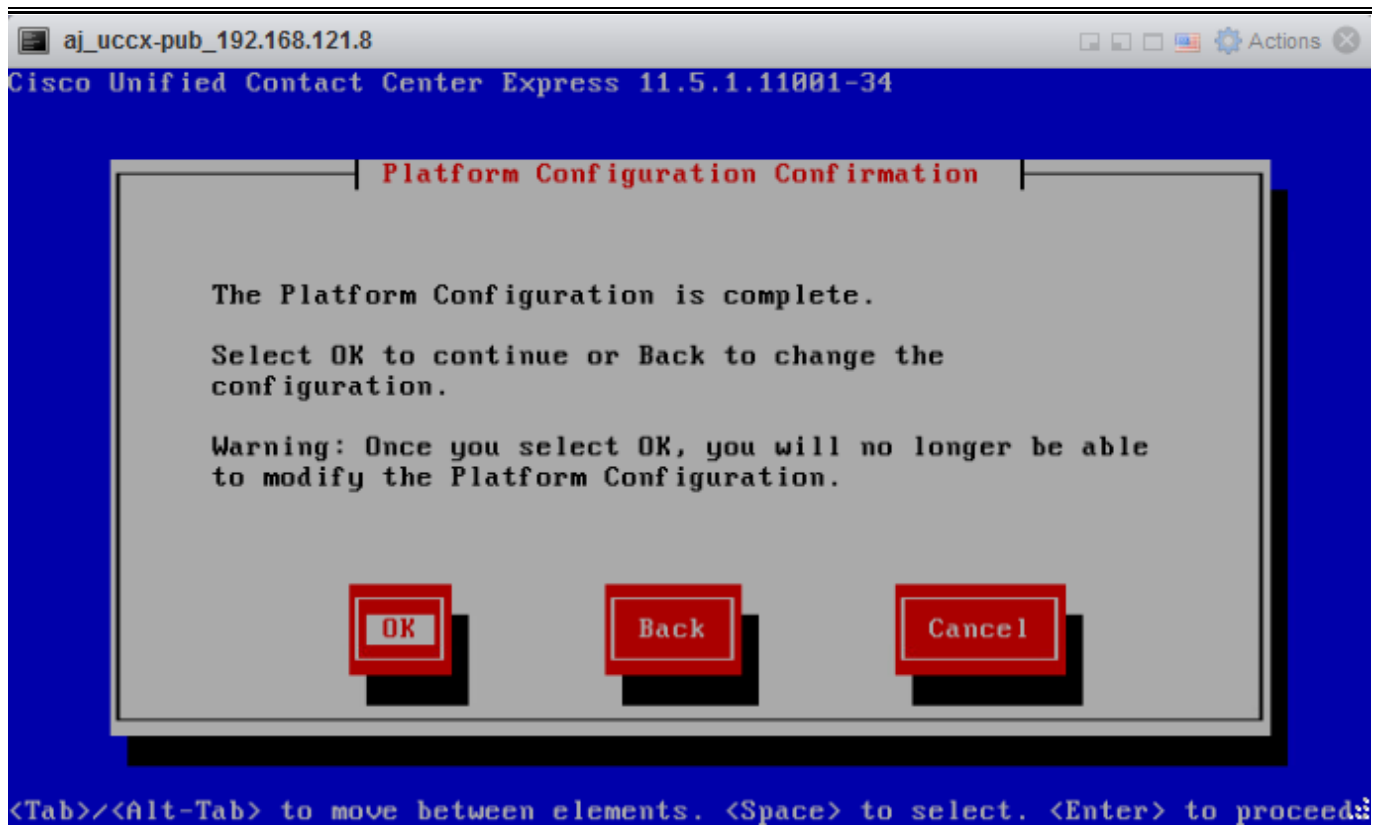 aj_uccx-pub_192.168.121.8
Actions
Cisco Unified Contact Center Express 11.5.1.11001-34
Platform Configuration Confirmation
The Platform Configuration is complete.
Select OK to continue or Back to change the
configuration.
Warning: Once you select OK, you will no longer be able
to modify the Platform Configuration.
OK
Back
Cancel
<Tab>/<Alt-Tab> to move between elements. <Space> to select. <Enter> to proceed